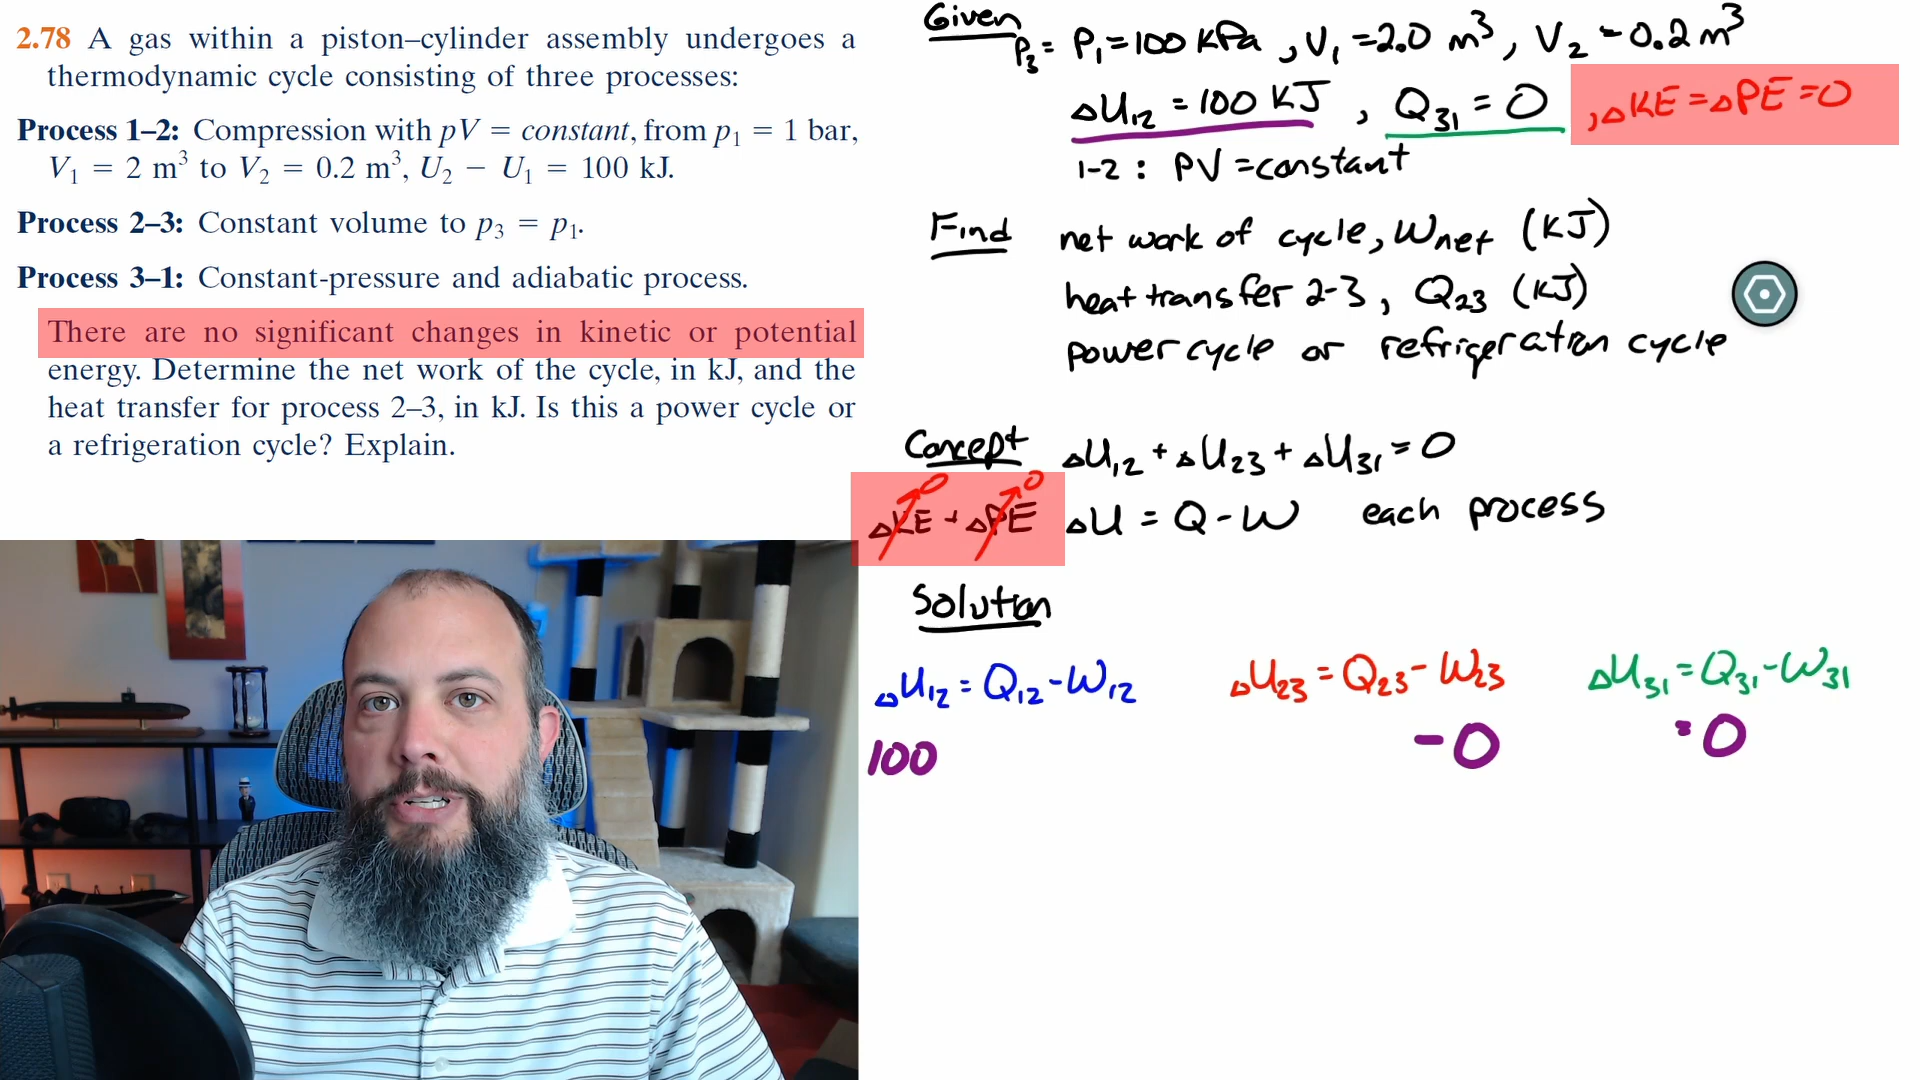 2.78 A gas within a piston–cylinder assembly undergoes a
thermodynamic cycle consisting of three processes:
Process 1–2: Compression with pV = constant, from p₁ = 1 bar,
V₁ = 2 m³ to V₂ = 0.2 m³, U₂ − U₁ = 100 kJ.
Process 2–3: Constant volume to p₃ = p₁.
Process 3–1: Constant-pressure and adiabatic process.
There are no significant changes in kinetic or potential
energy. Determine the net work of the cycle, in kJ, and the
heat transfer for process 2–3, in kJ. Is this a power cycle or
a refrigeration cycle? Explain.
Given
P₃ = P₁ = 100 kPa , V₁ = 2.0 m³ , V₂ = 0.2 m³
ΔU₁₂ = 100 KJ , Q₃₁ = 0 , ΔKE = ΔPE = 0
1-2 : PV = constant
Find net work of cycle, Wnet (KJ)
heat transfer 2-3 , Q₂₃ (KJ)
power cycle or refrigeration cycle
Concept ΔU₁₂ + ΔU₂₃ + ΔU₃₁ = 0
0 0
ΔKE + ΔPE ΔU = Q - W each process
Solution
ΔU₁₂ = Q₁₂ - W₁₂ ΔU₂₃ = Q₂₃ - W₂₃ ΔU₃₁ = Q₃₁ - W₃₁
100 - 0 = 0